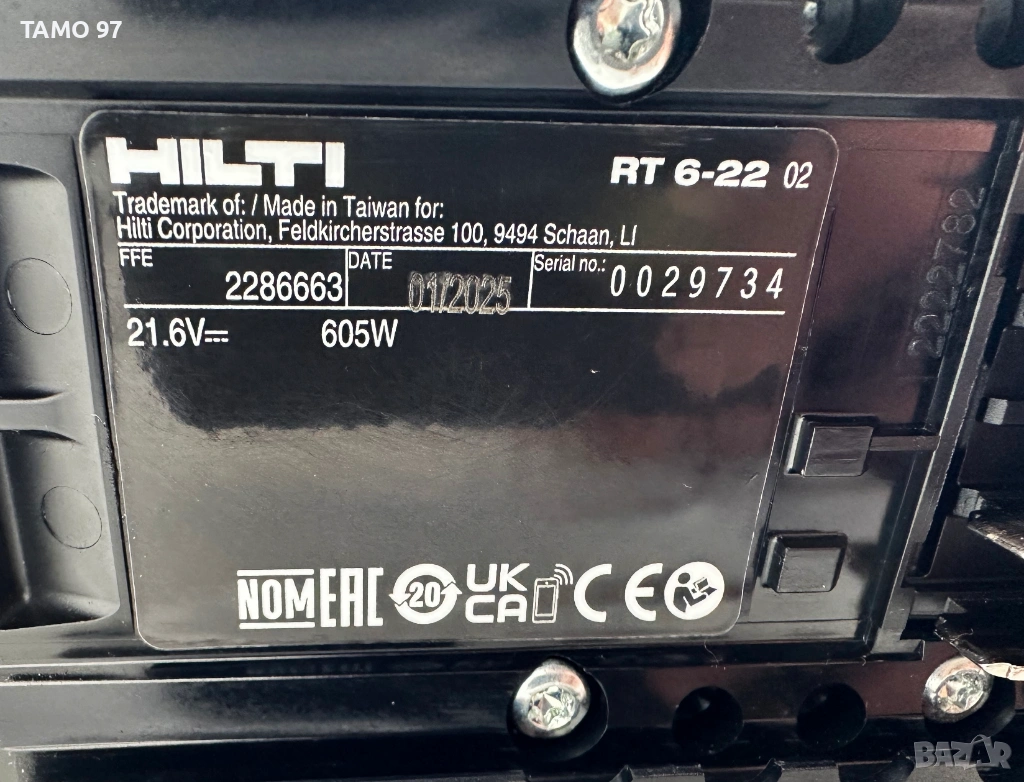 TAMO 97
HILTI
RT 6-22 02
Trademark of: / Made in Taiwan for:
Hilti Corporation, Feldkircherstrasse 100, 9494 Schaan, LI
FFE 2286663 DATE 01/2025 Serial no.: 0029734
21.6V 605W
2222782
NOM EAC 20 UK CA CE
BAZAR